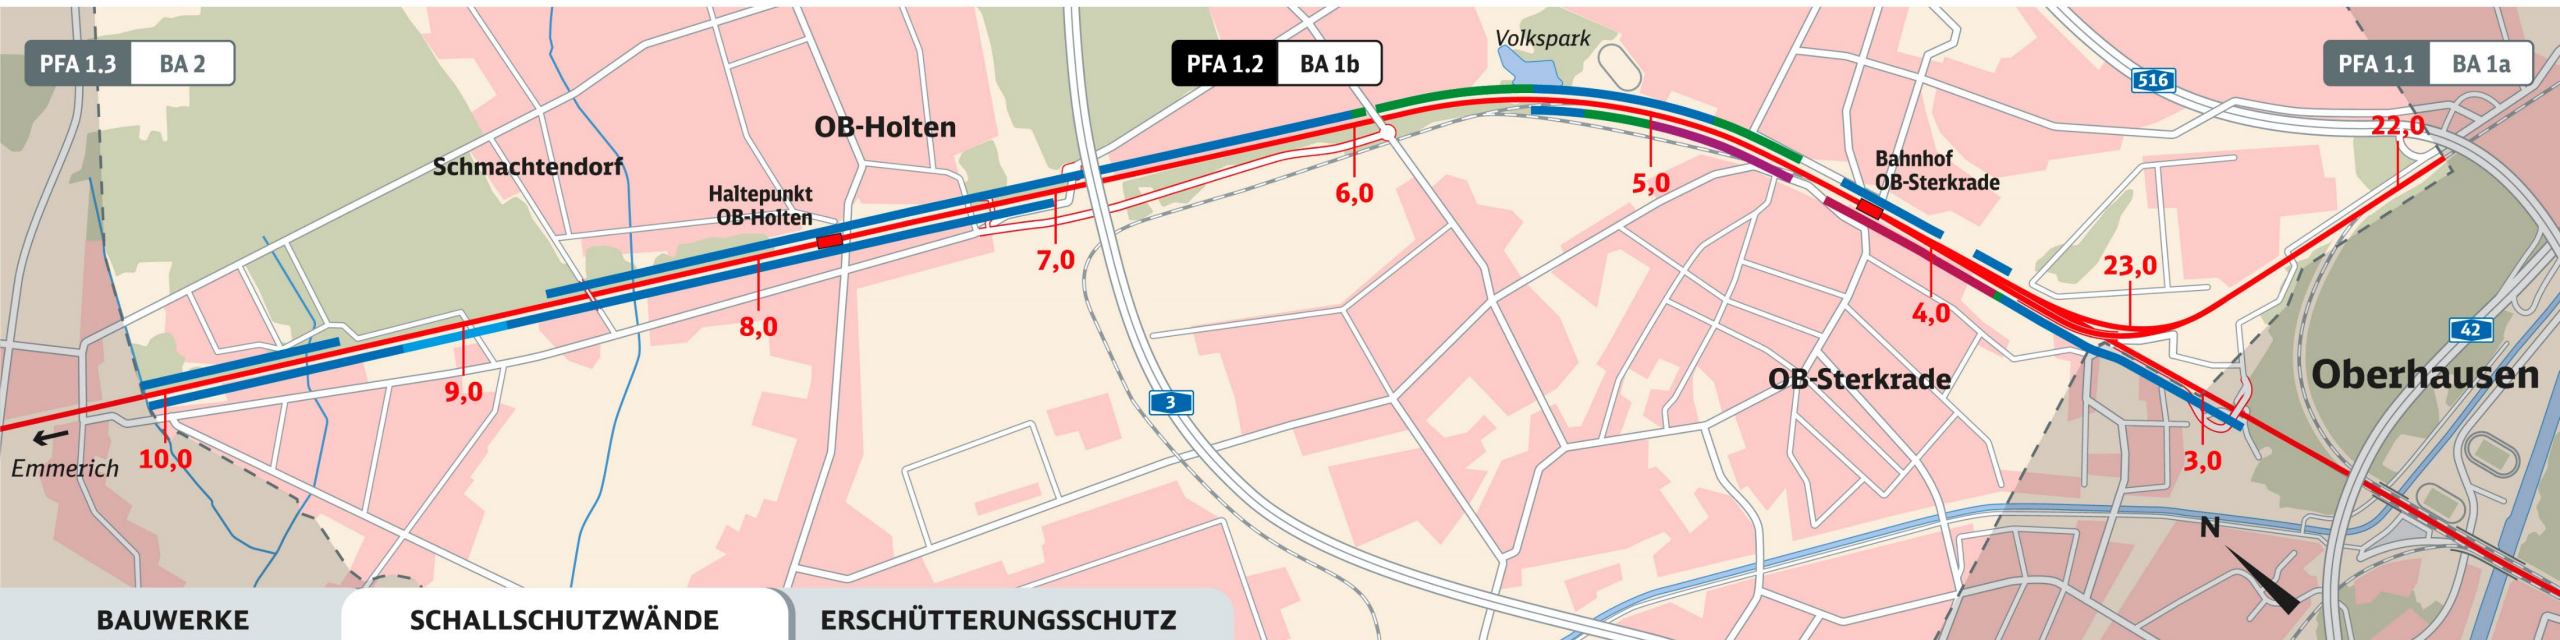 PFA 1.3 BA 2
PFA 1.2 BA 1b
PFA 1.1 BA 1a
Volkspark
516
OB-Holten
Schmachtendorf
22,0
Bahnhof
OB-Sterkrade
Haltepunkt
OB-Holten
6,0
5,0
7,0
23,0
8,0
4,0
42
9,0
OB-Sterkrade
Oberhausen
3
Emmerich
10,0
3,0
N
BAUWERKE
SCHALLSCHUTZWÄNDE
ERSCHÜTTERUNGSSCHUTZ